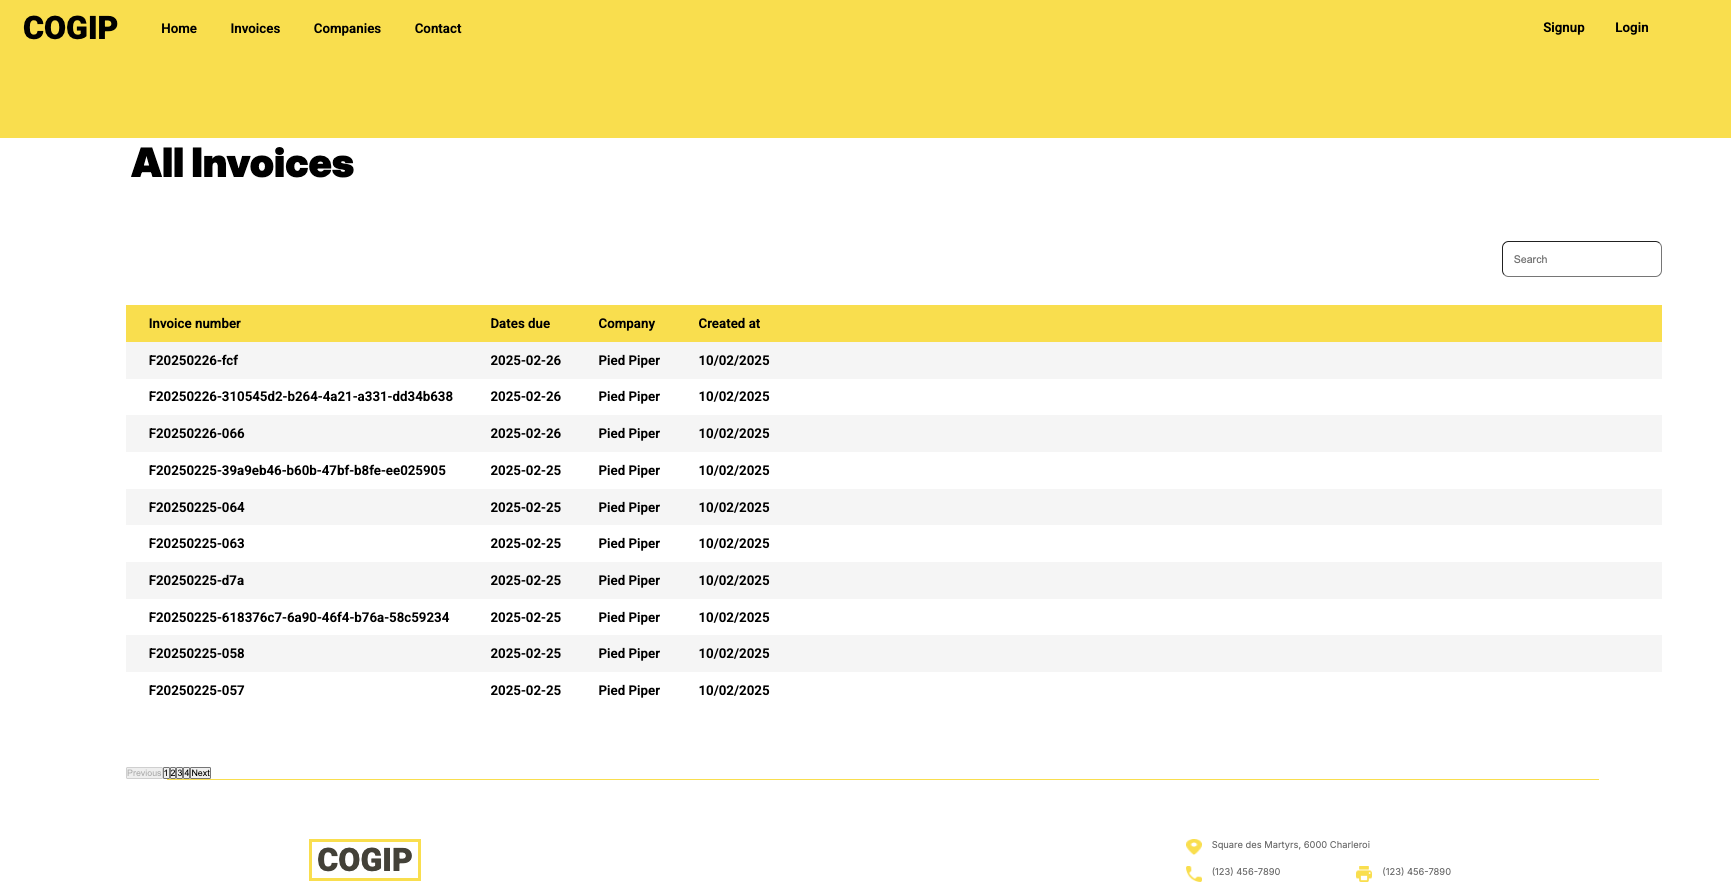 COGIP Home Invoices Companies Contact Signup Login
All Invoices
Search
Invoice number Dates due Company Created at
F20250226-fcf 2025-02-26 Pied Piper 10/02/2025
F20250226-310545d2-b264-4a21-a331-dd34b638 2025-02-26 Pied Piper 10/02/2025
F20250226-066 2025-02-26 Pied Piper 10/02/2025
F20250225-39a9eb46-b60b-47bf-b8fe-ee025905 2025-02-25 Pied Piper 10/02/2025
F20250225-064 2025-02-25 Pied Piper 10/02/2025
F20250225-063 2025-02-25 Pied Piper 10/02/2025
F20250225-d7a 2025-02-25 Pied Piper 10/02/2025
F20250225-618376c7-6a90-46f4-b76a-58c59234 2025-02-25 Pied Piper 10/02/2025
F20250225-058 2025-02-25 Pied Piper 10/02/2025
F20250225-057 2025-02-25 Pied Piper 10/02/2025
Previous 1 2 3 4 Next
COGIP
Square des Martyrs, 6000 Charleroi
(123) 456-7890 (123) 456-7890